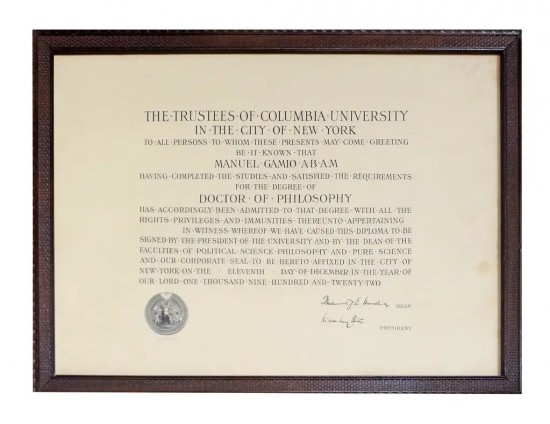 THE·TRUSTEES·OF·COLUMBIA·UNIVERSITY
IN·THE·CITY·OF·NEW·YORK
TO·ALL·PERSONS·TO·WHOM·THESE·PRESENTS·MAY·COME·GREETING
BE·IT·KNOWN·THAT
MANUEL·GAMIO·A·B·A·M
HAVING·COMPLETED·THE·STUDIES·AND·SATISFIED·THE·REQUIREMENTS
FOR·THE·DEGREE·OF
DOCTOR·OF·PHILOSOPHY
HAS·ACCORDINGLY·BEEN·ADMITTED·TO·THAT·DEGREE·WITH·ALL·THE
RIGHTS·PRIVILEGES·AND·IMMUNITIES·THEREUNTO·APPERTAINING
IN·WITNESS·WHEREOF·WE·HAVE·CAUSED·THIS·DIPLOMA·TO·BE
SIGNED·BY·THE·PRESIDENT·OF·THE·UNIVERSITY·AND·BY·THE·DEAN·OF·THE
FACULTIES·OF·POLITICAL·SCIENCE·PHILOSOPHY·AND·PURE·SCIENCE
AND·OUR·CORPORATE·SEAL·TO·BE·HERETO·AFFIXED·IN·THE·CITY·OF
NEW·YORK·ON·THE·ELEVENTH·DAY·OF·DECEMBER·IN·THE·YEAR·OF
OUR·LORD·ONE·THOUSAND·NINE·HUNDRED·AND·TWENTY·TWO
DEAN
PRESIDENT